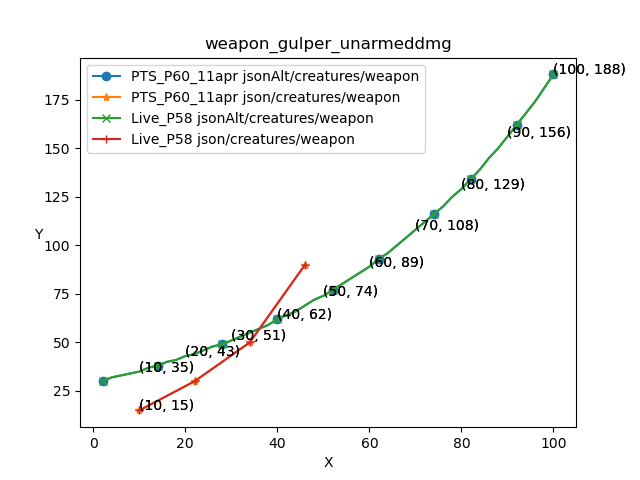 weapon_gulper_unarmeddmg
PTS_P60_11apr jsonAlt/creatures/weapon
PTS_P60_11apr json/creatures/weapon
Live_P58 jsonAlt/creatures/weapon
Live_P58 json/creatures/weapon
(100, 188)
(90, 156)
(80, 129)
(70, 108)
(60, 89)
(50, 74)
(40, 62)
(30, 51)
(20, 43)
(10, 35)
(10, 15)
175
150
125
100
75
50
25
Y
0 20 40 60 80 100
X